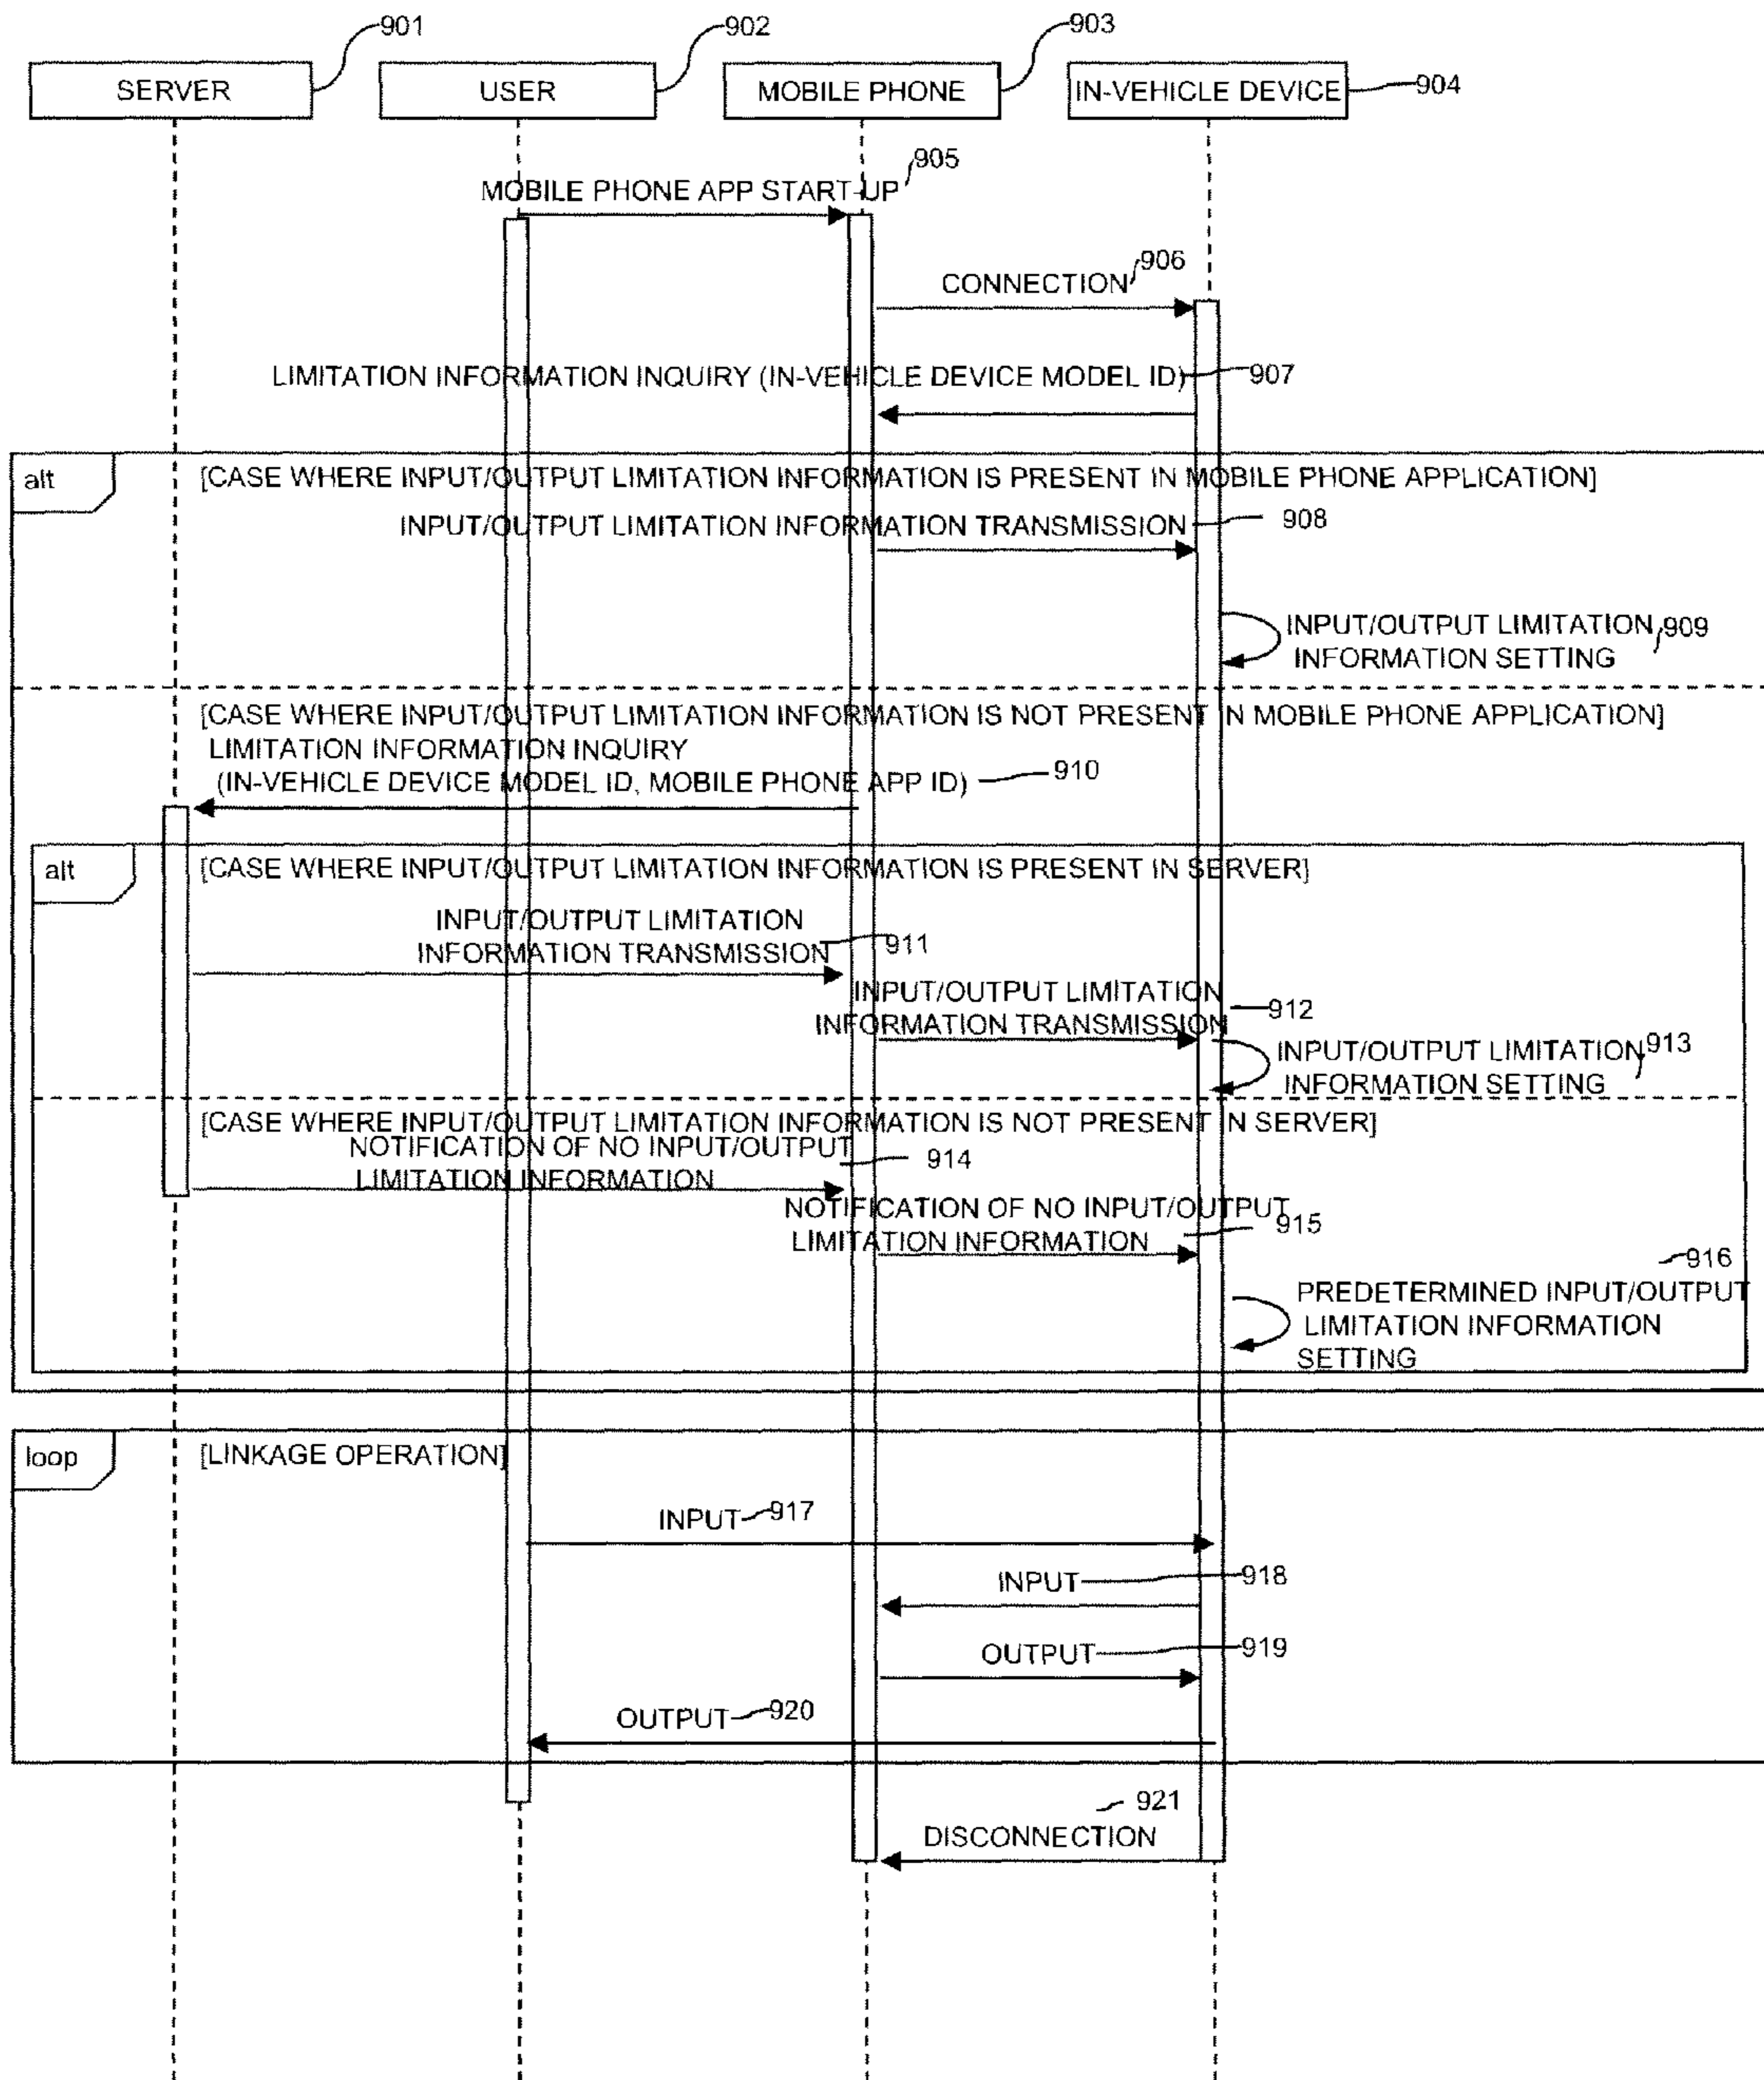 901
902
903
SERVER
USER
MOBILE PHONE
IN-VEHICLE DEVICE
904
905
MOBILE PHONE APP START-UP
906
CONNECTION
LIMITATION INFORMATION INQUIRY (IN-VEHICLE DEVICE MODEL ID)
907
alt
[CASE WHERE INPUT/OUTPUT LIMITATION INFORMATION IS PRESENT IN MOBILE PHONE APPLICATION]
INPUT/OUTPUT LIMITATION INFORMATION TRANSMISSION
908
INPUT/OUTPUT LIMITATION
INFORMATION SETTING
909
[CASE WHERE INPUT/OUTPUT LIMITATION INFORMATION IS NOT PRESENT IN MOBILE PHONE APPLICATION]
LIMITATION INFORMATION INQUIRY
(IN-VEHICLE DEVICE MODEL ID, MOBILE PHONE APP ID)
910
alt
[CASE WHERE INPUT/OUTPUT LIMITATION INFORMATION IS PRESENT IN SERVER]
INPUT/OUTPUT LIMITATION
INFORMATION TRANSMISSION
911
INPUT/OUTPUT LIMITATION
INFORMATION TRANSMISSION
912
INPUT/OUTPUT LIMITATION
INFORMATION SETTING
913
[CASE WHERE INPUT/OUTPUT LIMITATION INFORMATION IS NOT PRESENT IN SERVER]
NOTIFICATION OF NO INPUT/OUTPUT
LIMITATION INFORMATION
914
NOTIFICATION OF NO INPUT/OUTPUT
LIMITATION INFORMATION
915
916
PREDETERMINED INPUT/OUTPUT
LIMITATION INFORMATION
SETTING
loop
[LINKAGE OPERATION]
INPUT
917
INPUT
918
OUTPUT
919
OUTPUT
920
921
DISCONNECTION